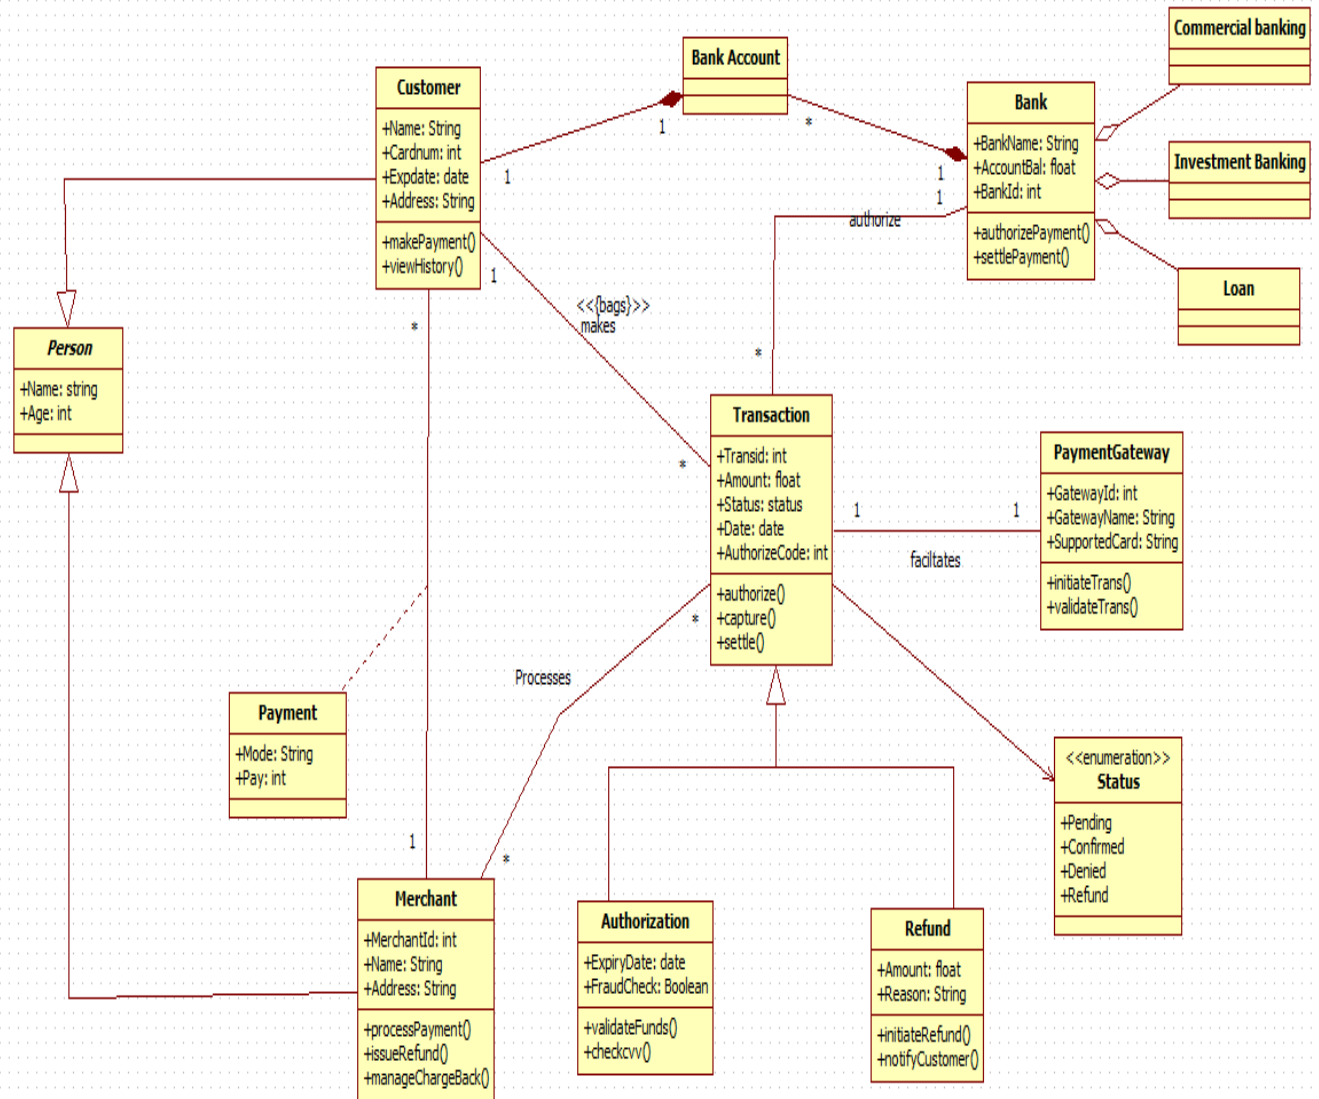 Commercial banking
Bank Account
Customer
+Name: String
+Cardnum: int
+Expdate: date
+Address: String
+makePayment()
+viewHistory()
1
1
*
1
1
Bank
+BankName: String
+AccountBal: float
+BankId: int
+authorizePayment()
+settlePayment()
Investment Banking
Loan
authorize
*
1
<<{bags}>>
makes
*
*
Person
+Name: string
+Age: int
Transaction
+Transid: int
+Amount: float
+Status: status
+Date: date
+AuthorizeCode: int
+authorize()
+capture()
+settle()
1
1
faciltates
PaymentGateway
+GatewayId: int
+GatewayName: String
+SupportedCard: String
+initiateTrans()
+validateTrans()
*
Processes
*
Payment
+Mode: String
+Pay: int
1
<<enumeration>>
Status
+Pending
+Confirmed
+Denied
+Refund
Merchant
+MerchantId: int
+Name: String
+Address: String
+processPayment()
+issueRefund()
+manageChargeBack()
Authorization
+ExpiryDate: date
+FraudCheck: Boolean
+validateFunds()
+checkcvv()
Refund
+Amount: float
+Reason: String
+initiateRefund()
+notifyCustomer()